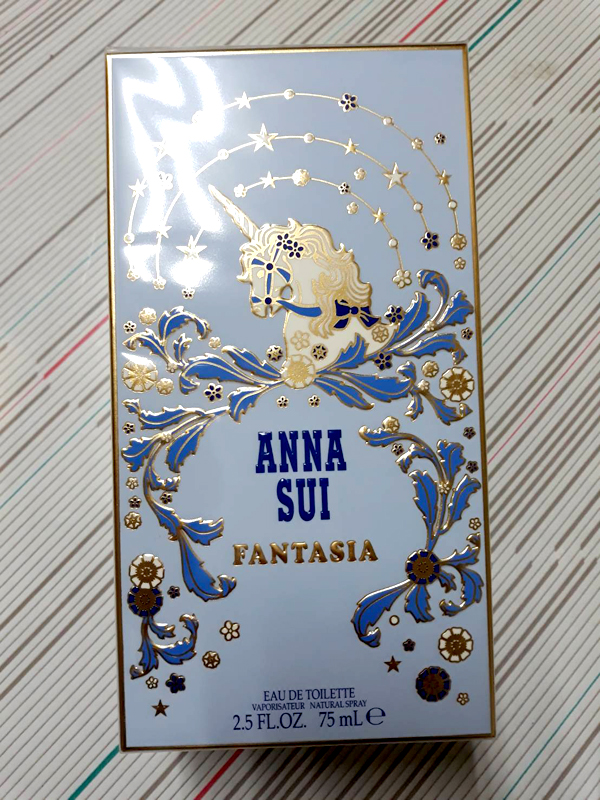 ANNA
SUI
FANTASIA
EAU DE TOILETTE
VAPORISATEUR NATURAL SPRAY
2.5 FL.OZ. 75 mL ℮